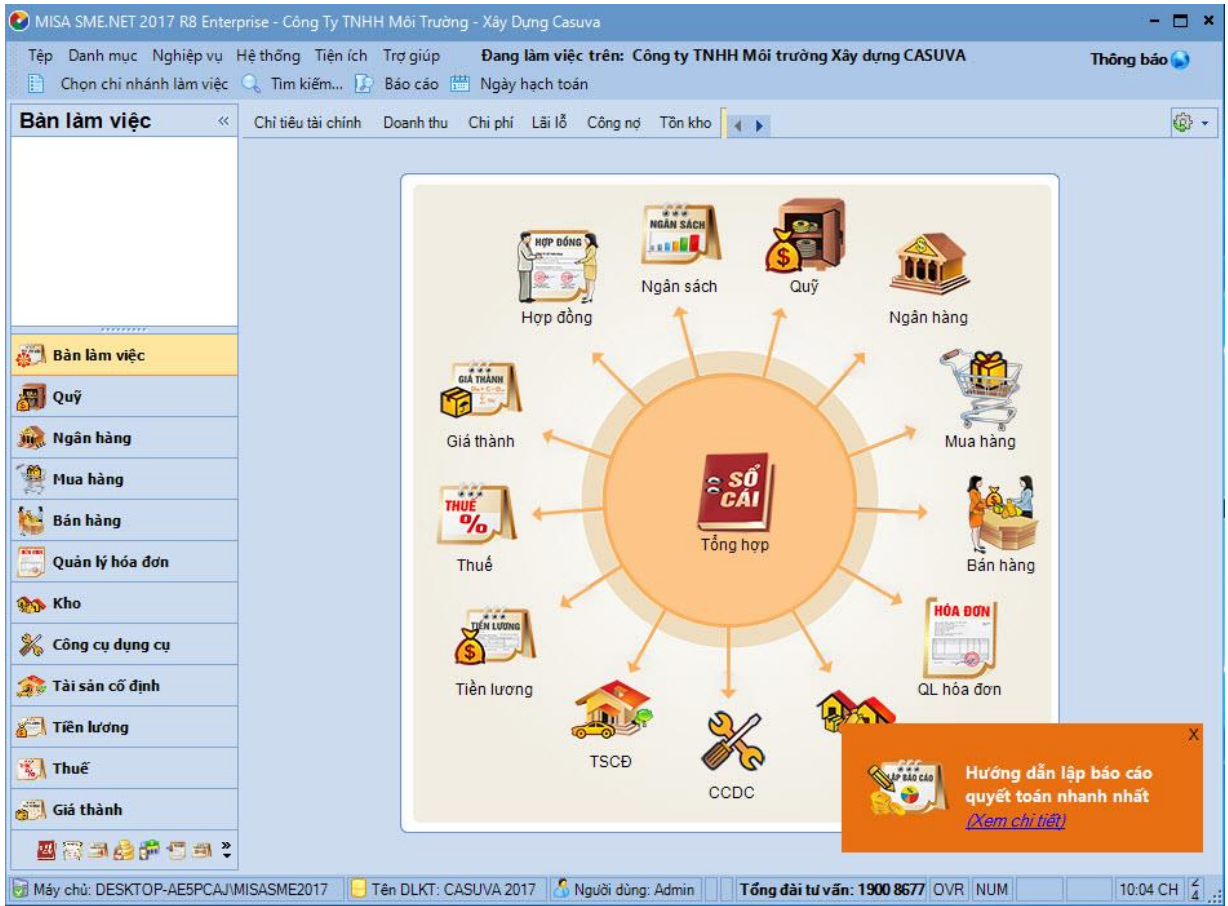 MISA SME.NET 2017 R8 Enterprise - Công Ty TNHH Môi Trường - Xây Dựng Casuva
Tệp Danh mục Nghiệp vụ Hệ thống Tiện ích Trợ giúp Đang làm việc trên: Công ty TNHH Môi trường Xây dựng CASUVA Thông báo
Chọn chi nhánh làm việc Tìm kiếm... Báo cáo Ngày hạch toán
Bàn làm việc «
Chỉ tiêu tài chính Doanh thu Chi phí Lãi lỗ Công nợ Tồn kho
Bàn làm việc
Quỹ
Ngân hàng
Mua hàng
Bán hàng
Quản lý hóa đơn
Kho
Công cụ dụng cụ
Tài sản cố định
Tiền lương
Thuế
Giá thành
HỢP ĐỒNG
Hợp đồng
NGÂN SÁCH
Ngân sách
Quỹ
Ngân hàng
GIÁ THÀNH
Giá thành
Mua hàng
SỔ
CÁI
Tổng hợp
THUẾ
%
Thuế
Bán hàng
TIỀN LƯƠNG
Tiền lương
HÓA ĐƠN
QL hóa đơn
TSCĐ
CCDC
X
LẬP BÁO CÁO
Hướng dẫn lập báo cáo
quyết toán nhanh nhất
(Xem chi tiết)
Máy chủ: DESKTOP-AE5PCAJ\MISASME2017 Tên DLKT: CASUVA 2017 Người dùng: Admin Tổng đài tư vấn: 1900 8677 OVR NUM 10:04 CH